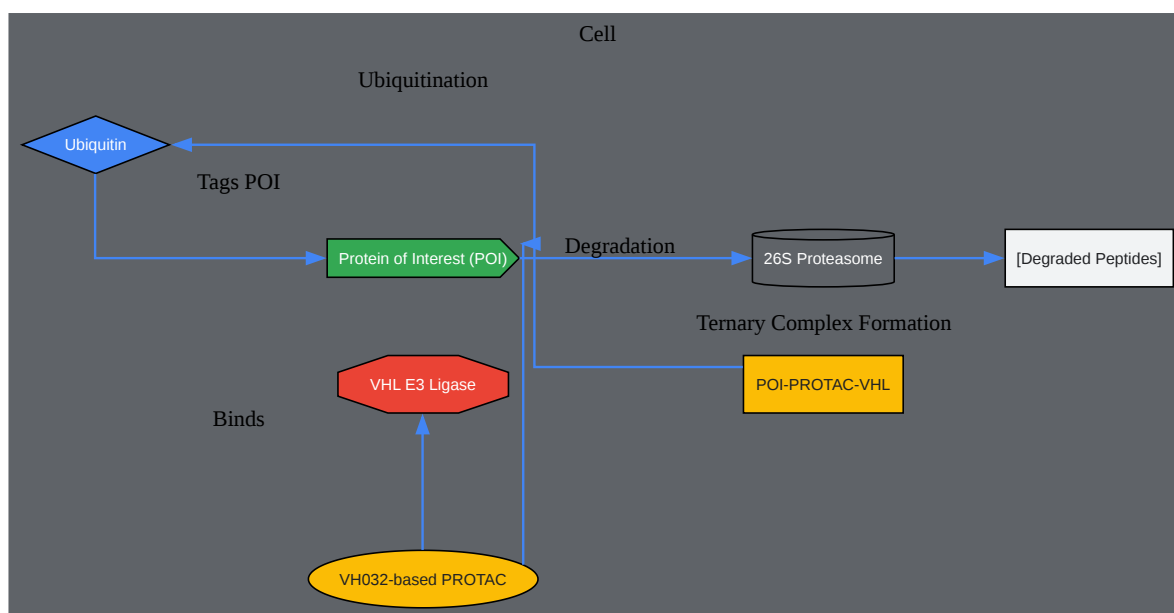 Cell
Ubiquitination
Ubiquitin
Tags POI
Protein of Interest (POI)
Degradation
26S Proteasome
[Degraded Peptides]
Ternary Complex Formation
VHL E3 Ligase
POI-PROTAC-VHL
Binds
VH032-based PROTAC